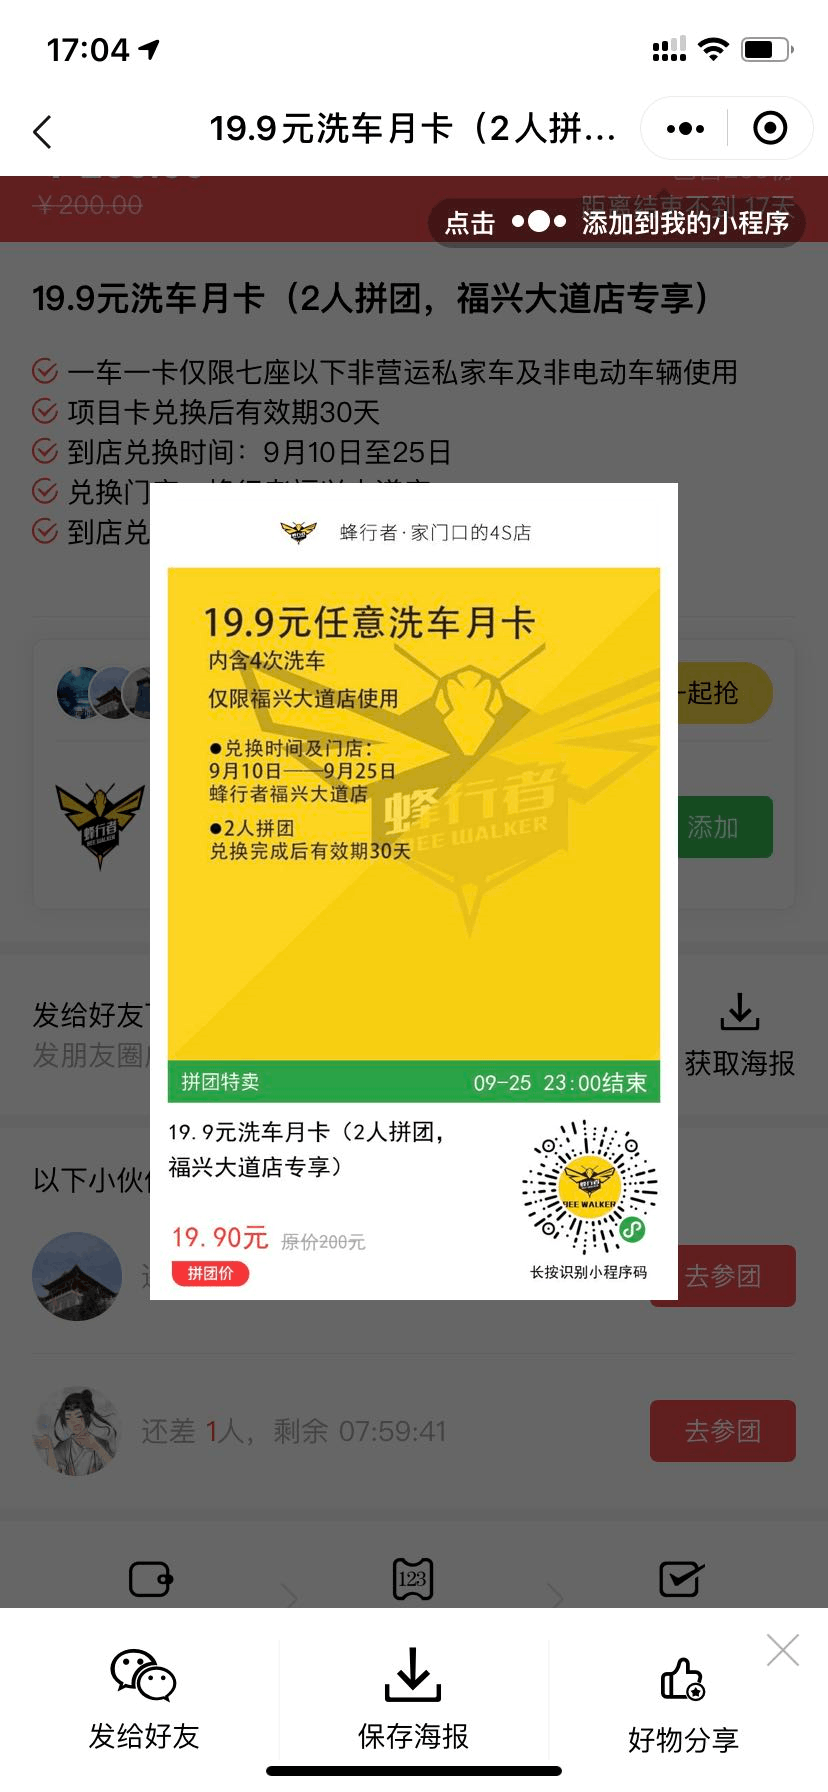 17:04
19.9元洗车月卡（2人拼...
￥200.00
距离结束不到 17天
点击 添加到我的小程序
19.9元洗车月卡（2人拼团，福兴大道店专享）
一车一卡仅限七座以下非营运私家车及非电动车辆使用
项目卡兑换后有效期30天
到店兑换时间：9月10日至25日
兑换门
到店兑
蜂行者·家门口的4S店
19.9元任意洗车月卡
内含4次洗车
仅限福兴大道店使用
●兑换时间及门店：
9月10日——9月25日
蜂行者福兴大道店
●2人拼团
兑换完成后有效期30天
蜂行者
BEE WALKER
一起抢
蜂行者
BEE WALKER
添加
拼团特卖 09-25 23:00结束
发给好友
发朋友圈
获取海报
19.9元洗车月卡（2人拼团，
福兴大道店专享）
BEE WALKER
19.90元 原价200元
拼团价
长按识别小程序码
以下小伙
去参团
还差 1人，剩余 07:59:41
去参团
123
发给好友
保存海报
好物分享